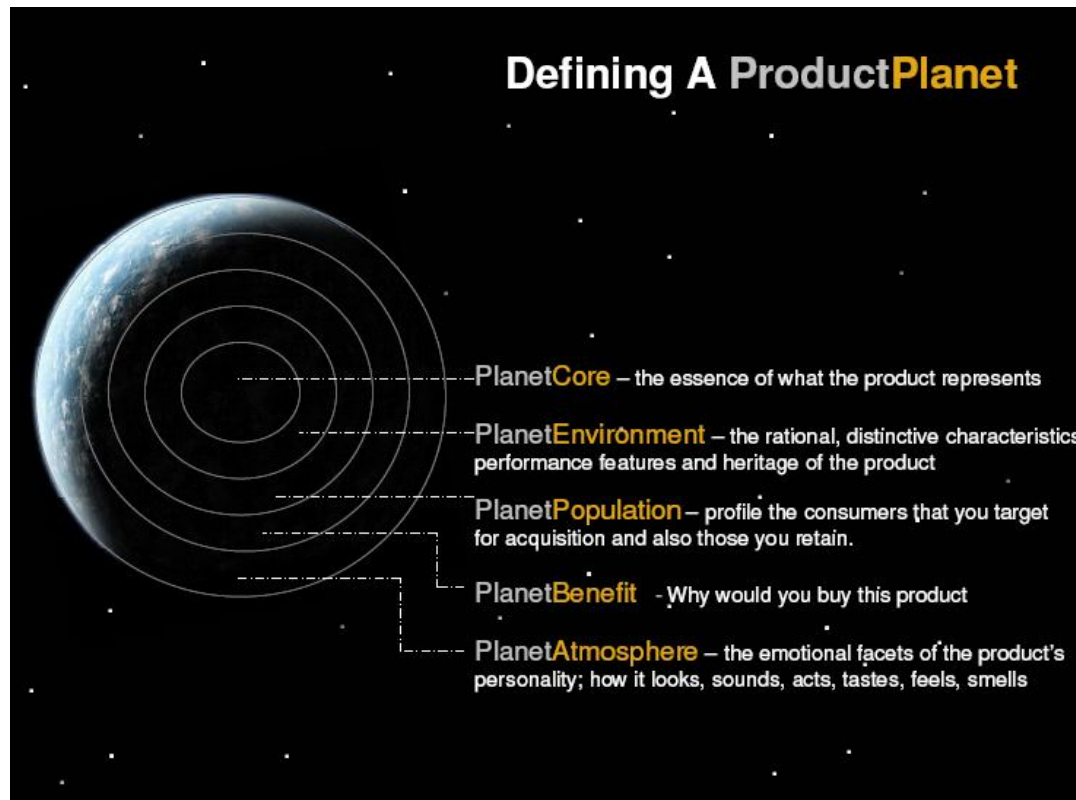 Defining A ProductPlanet
PlanetCore – the essence of what the product represents
PlanetEnvironment – the rational, distinctive characteristics
performance features and heritage of the product
PlanetPopulation – profile the consumers that you target
for acquisition and also those you retain.
PlanetBenefit - Why would you buy this product
PlanetAtmosphere – the emotional facets of the product's
personality; how it looks, sounds, acts, tastes, feels, smells